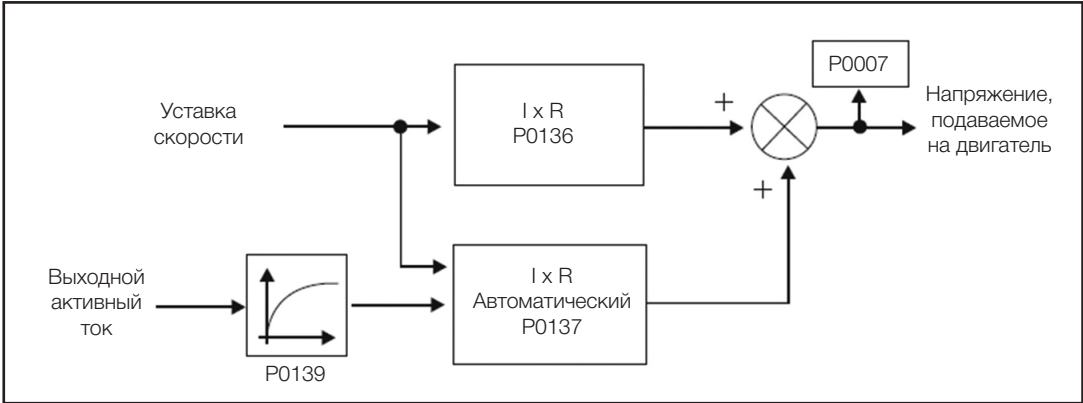 P0007
Уставка
скорости
I x R
P0136
+
Напряжение,
подаваемое
на двигатель
+
Выходной
активный
ток
P0139
I x R
Автоматический
P0137